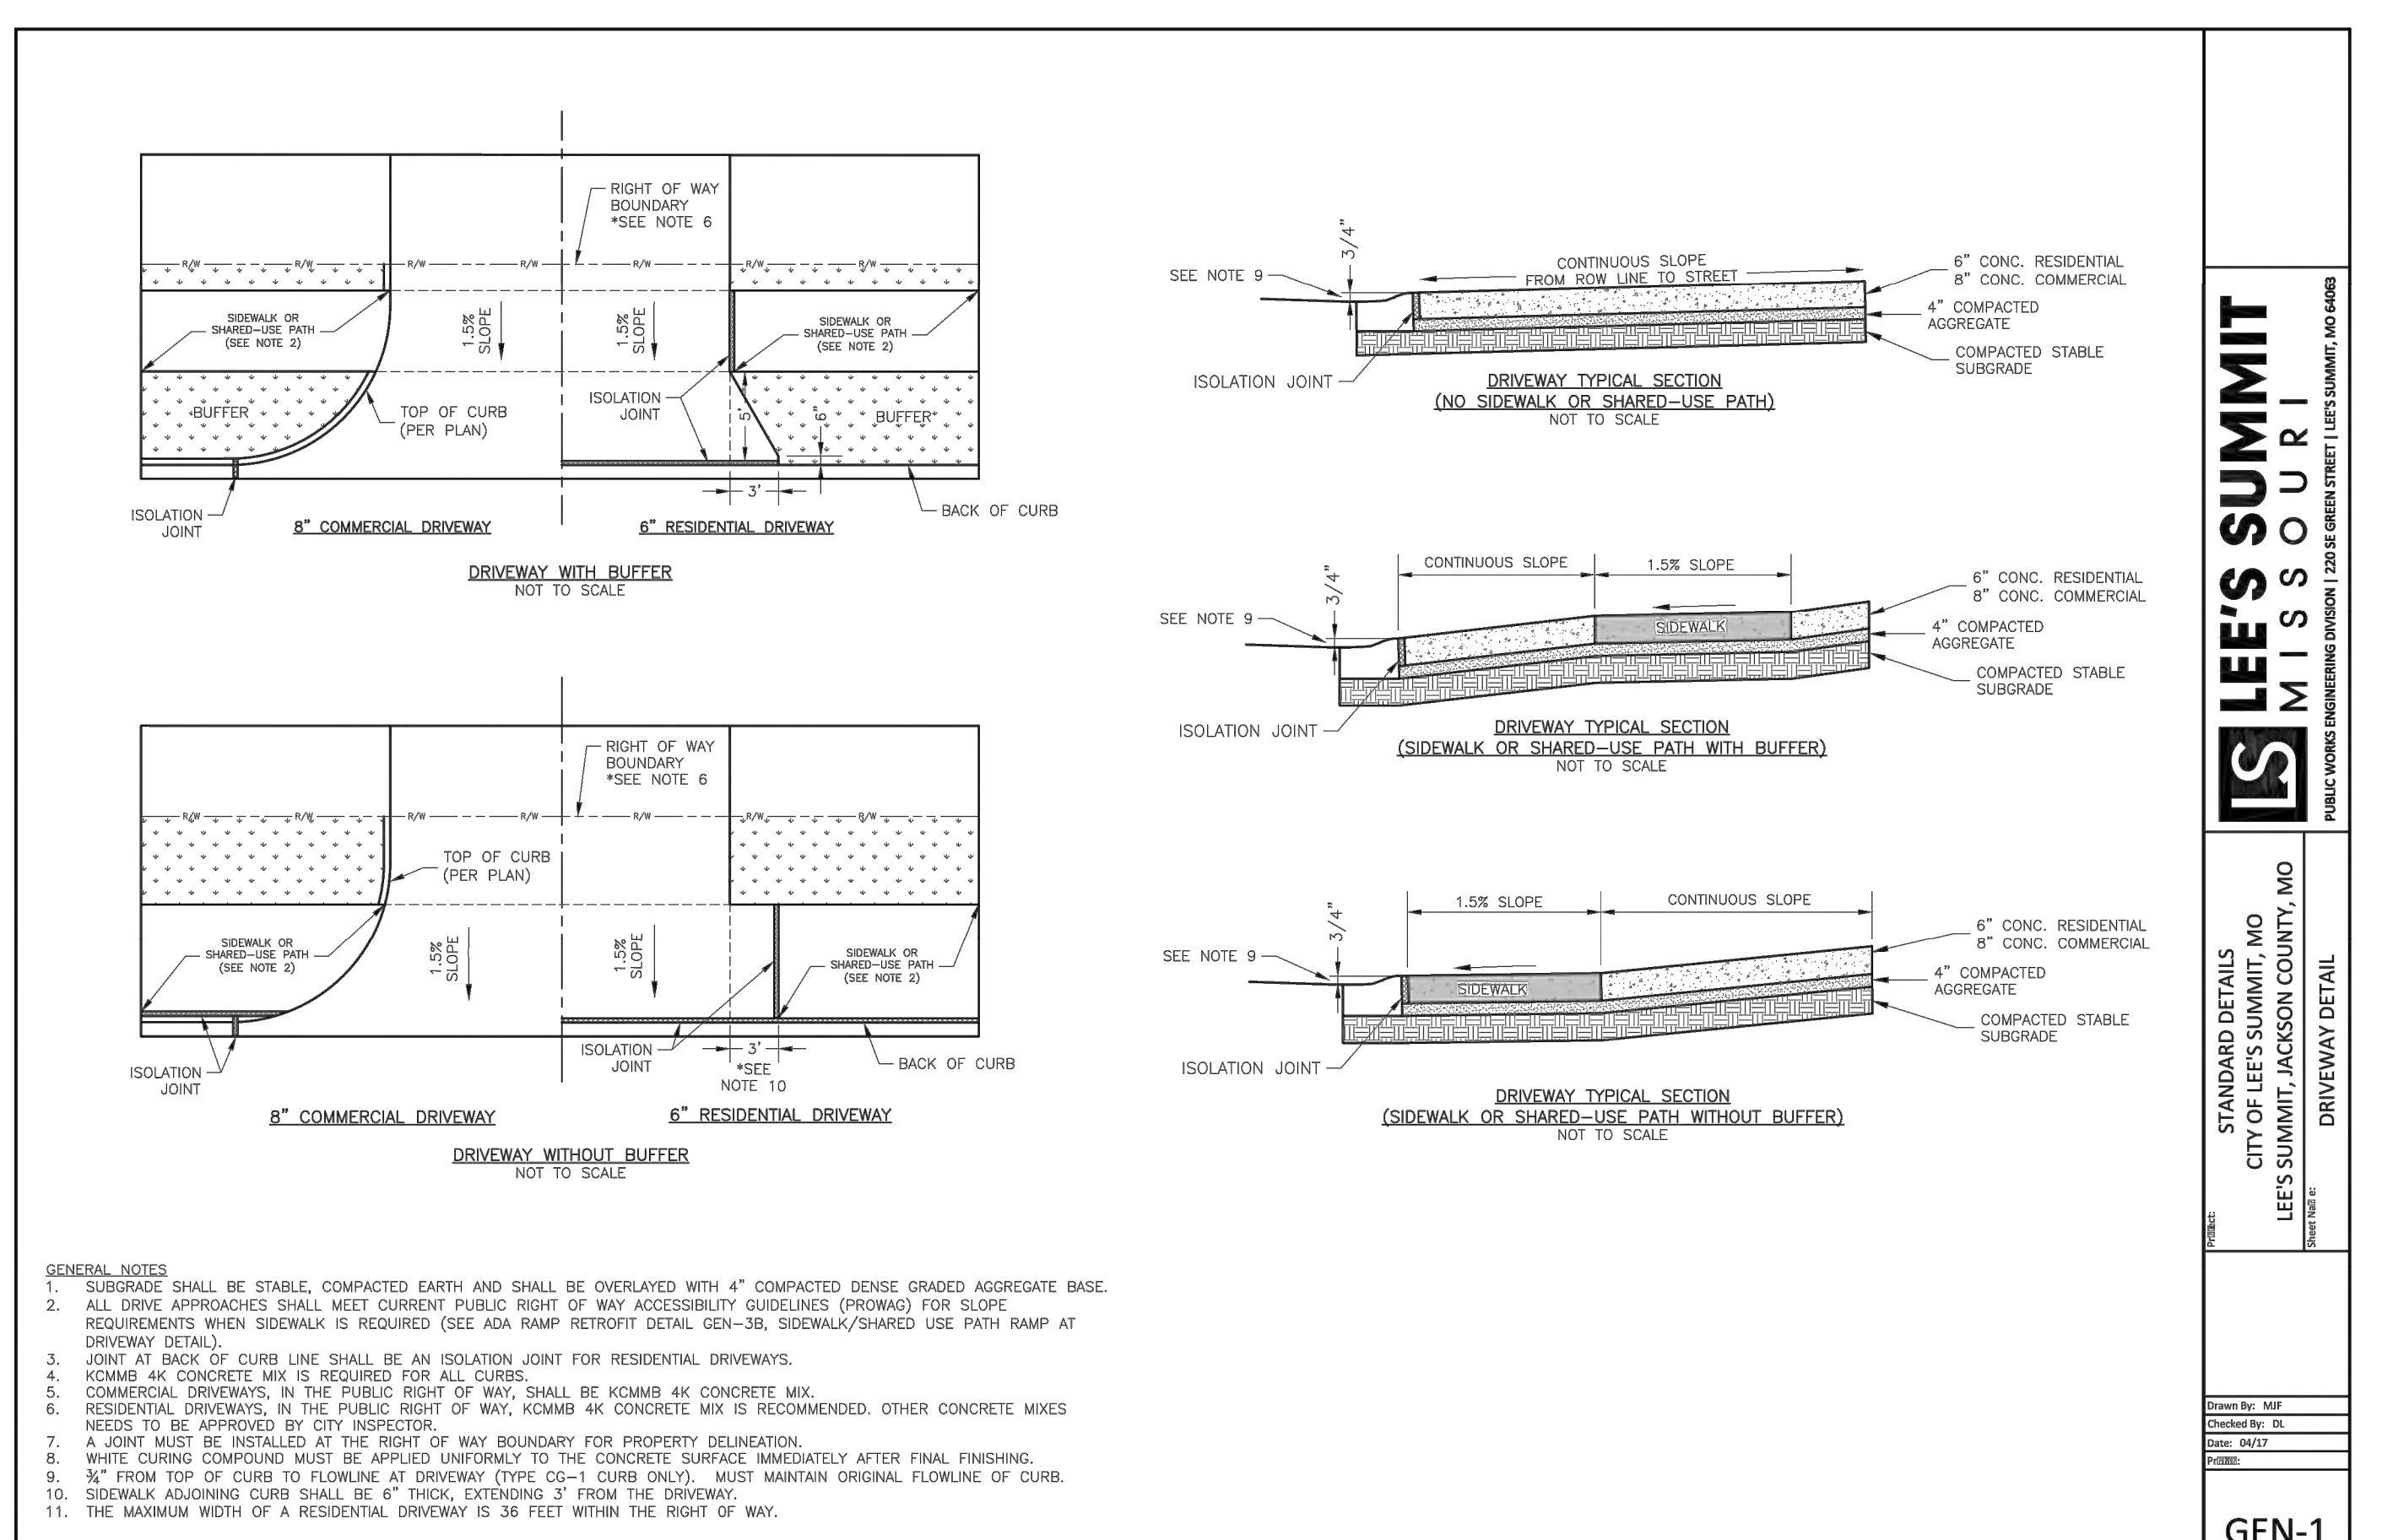 RIGHT OF WAY
BOUNDARY
*SEE NOTE 6
R/W
R/W
R/W
R/W
R/W
R/W
R/W
SIDEWALK OR
SHARED-USE PATH
(SEE NOTE 2)
1.5%
SLOPE
1.5%
SLOPE
SIDEWALK OR
SHARED-USE PATH
(SEE NOTE 2)
BUFFER
TOP OF CURB
(PER PLAN)
ISOLATION
JOINT
5'
6"
BUFFER
3'
ISOLATION
JOINT
BACK OF CURB
8" COMMERCIAL DRIVEWAY
6" RESIDENTIAL DRIVEWAY
DRIVEWAY WITH BUFFER
NOT TO SCALE
RIGHT OF WAY
BOUNDARY
*SEE NOTE 6
R/W
R/W
R/W
R/W
R/W
R/W
R/W
TOP OF CURB
(PER PLAN)
SIDEWALK OR
SHARED-USE PATH
(SEE NOTE 2)
1.5%
SLOPE
1.5%
SLOPE
SIDEWALK OR
SHARED-USE PATH
(SEE NOTE 2)
ISOLATION
JOINT
ISOLATION
JOINT
3'
*SEE
NOTE 10
BACK OF CURB
8" COMMERCIAL DRIVEWAY
6" RESIDENTIAL DRIVEWAY
DRIVEWAY WITHOUT BUFFER
NOT TO SCALE
3/4"
SEE NOTE 9
CONTINUOUS SLOPE
FROM ROW LINE TO STREET
6" CONC. RESIDENTIAL
8" CONC. COMMERCIAL
4" COMPACTED
AGGREGATE
COMPACTED STABLE
SUBGRADE
ISOLATION JOINT
DRIVEWAY TYPICAL SECTION
(NO SIDEWALK OR SHARED-USE PATH)
NOT TO SCALE
3/4"
SEE NOTE 9
CONTINUOUS SLOPE
1.5% SLOPE
SIDEWALK
6" CONC. RESIDENTIAL
8" CONC. COMMERCIAL
4" COMPACTED
AGGREGATE
COMPACTED STABLE
SUBGRADE
ISOLATION JOINT
DRIVEWAY TYPICAL SECTION
(SIDEWALK OR SHARED-USE PATH WITH BUFFER)
NOT TO SCALE
3/4"
SEE NOTE 9
1.5% SLOPE
CONTINUOUS SLOPE
SIDEWALK
6" CONC. RESIDENTIAL
8" CONC. COMMERCIAL
4" COMPACTED
AGGREGATE
COMPACTED STABLE
SUBGRADE
ISOLATION JOINT
DRIVEWAY TYPICAL SECTION
(SIDEWALK OR SHARED-USE PATH WITHOUT BUFFER)
NOT TO SCALE
GENERAL NOTES
1. SUBGRADE SHALL BE STABLE, COMPACTED EARTH AND SHALL BE OVERLAYED WITH 4" COMPACTED DENSE GRADED AGGREGATE BASE.
2. ALL DRIVE APPROACHES SHALL MEET CURRENT PUBLIC RIGHT OF WAY ACCESSIBILITY GUIDELINES (PROWAG) FOR SLOPE
REQUIREMENTS WHEN SIDEWALK IS REQUIRED (SEE ADA RAMP RETROFIT DETAIL GEN-3B, SIDEWALK/SHARED USE PATH RAMP AT
DRIVEWAY DETAIL).
3. JOINT AT BACK OF CURB LINE SHALL BE AN ISOLATION JOINT FOR RESIDENTIAL DRIVEWAYS.
4. KCMMB 4K CONCRETE MIX IS REQUIRED FOR ALL CURBS.
5. COMMERCIAL DRIVEWAYS, IN THE PUBLIC RIGHT OF WAY, SHALL BE KCMMB 4K CONCRETE MIX.
6. RESIDENTIAL DRIVEWAYS, IN THE PUBLIC RIGHT OF WAY, KCMMB 4K CONCRETE MIX IS RECOMMENDED. OTHER CONCRETE MIXES
NEEDS TO BE APPROVED BY CITY INSPECTOR.
7. A JOINT MUST BE INSTALLED AT THE RIGHT OF WAY BOUNDARY FOR PROPERTY DELINEATION.
8. WHITE CURING COMPOUND MUST BE APPLIED UNIFORMLY TO THE CONCRETE SURFACE IMMEDIATELY AFTER FINAL FINISHING.
9. ¾" FROM TOP OF CURB TO FLOWLINE AT DRIVEWAY (TYPE CG-1 CURB ONLY). MUST MAINTAIN ORIGINAL FLOWLINE OF CURB.
10. SIDEWALK ADJOINING CURB SHALL BE 6" THICK, EXTENDING 3' FROM THE DRIVEWAY.
11. THE MAXIMUM WIDTH OF A RESIDENTIAL DRIVEWAY IS 36 FEET WITHIN THE RIGHT OF WAY.
LS LEE'S SUMMIT
MISSOURI
PUBLIC WORKS ENGINEERING DIVISION | 220 SE GREEN STREET | LEE'S SUMMIT, MO 64063
STANDARD DETAILS
CITY OF LEE'S SUMMIT, MO
LEE'S SUMMIT, JACKSON COUNTY, MO
Sheet
DRIVEWAY DETAIL
Drawn By: MJF
Checked By: DL
Date: 04/17
GEN-1